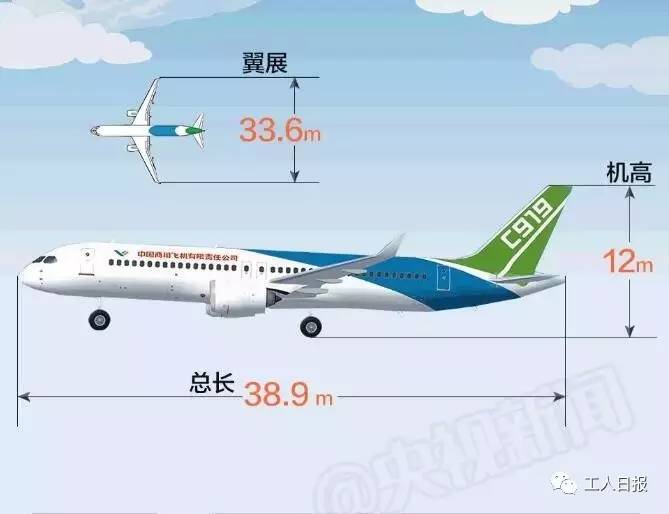 翼展
33.6m
机高
C919
中国商用飞机有限责任公司
12m
总长
38.9 m
@央视新闻
工人日报